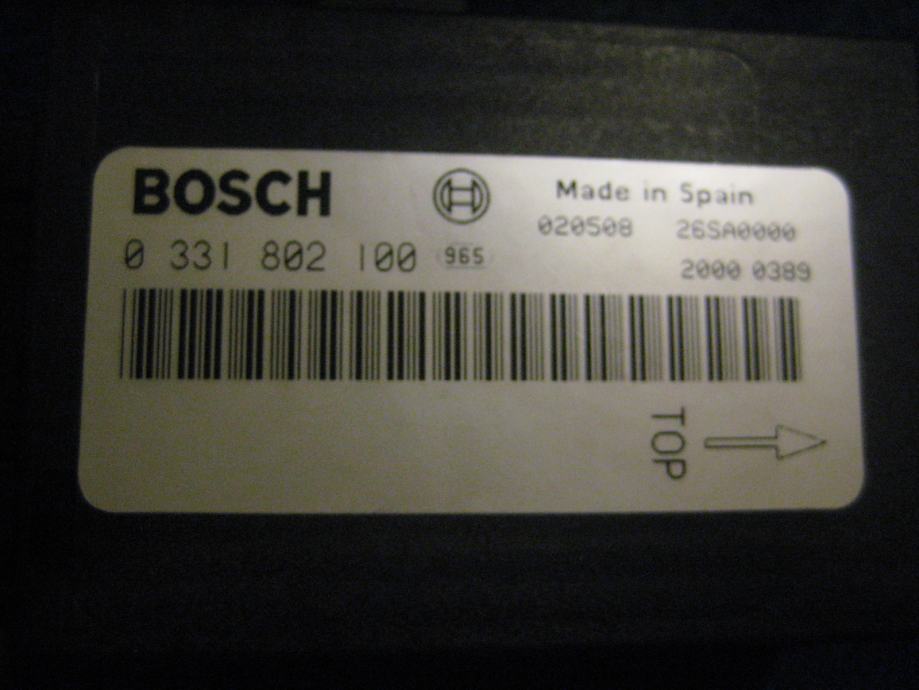 BOSCH
Made in Spain
020508 26SA0000
0 331 802 100 965
2000 0389
TOP